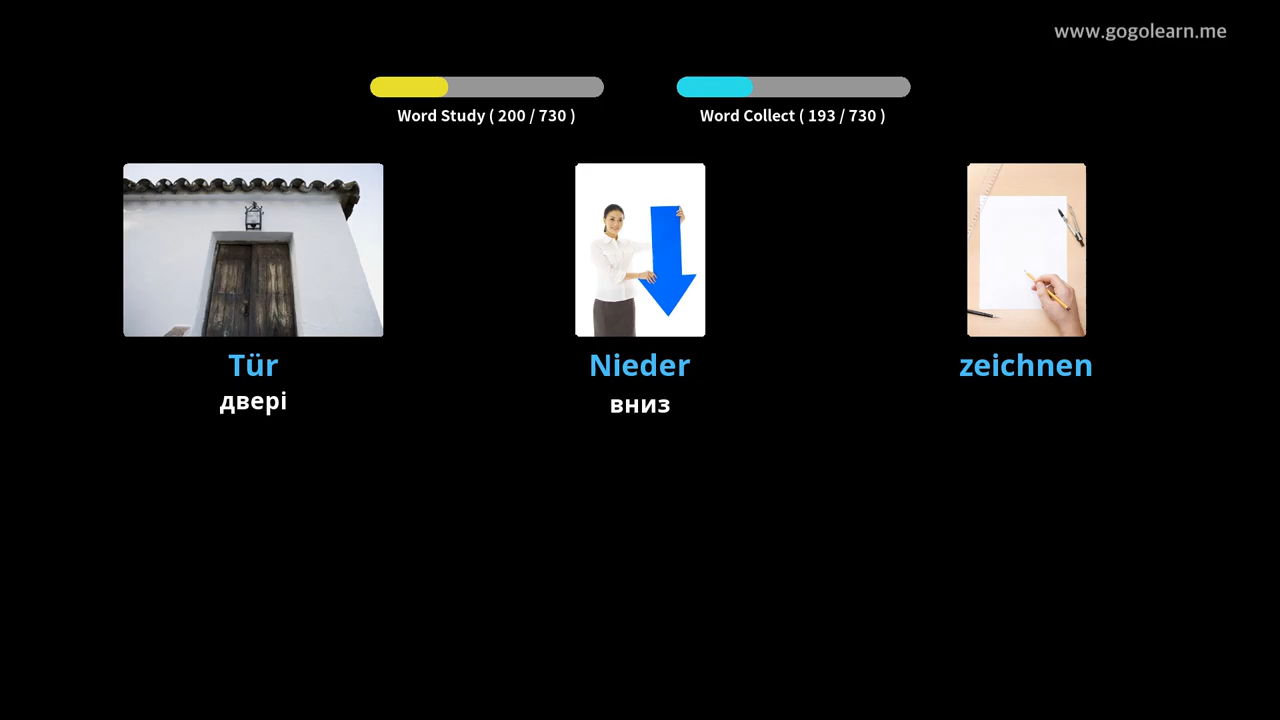 www.gogolearn.me
Word Study ( 200 / 730 )
Word Collect ( 193 / 730 )
Tür
Nieder
zeichnen
двері
вниз